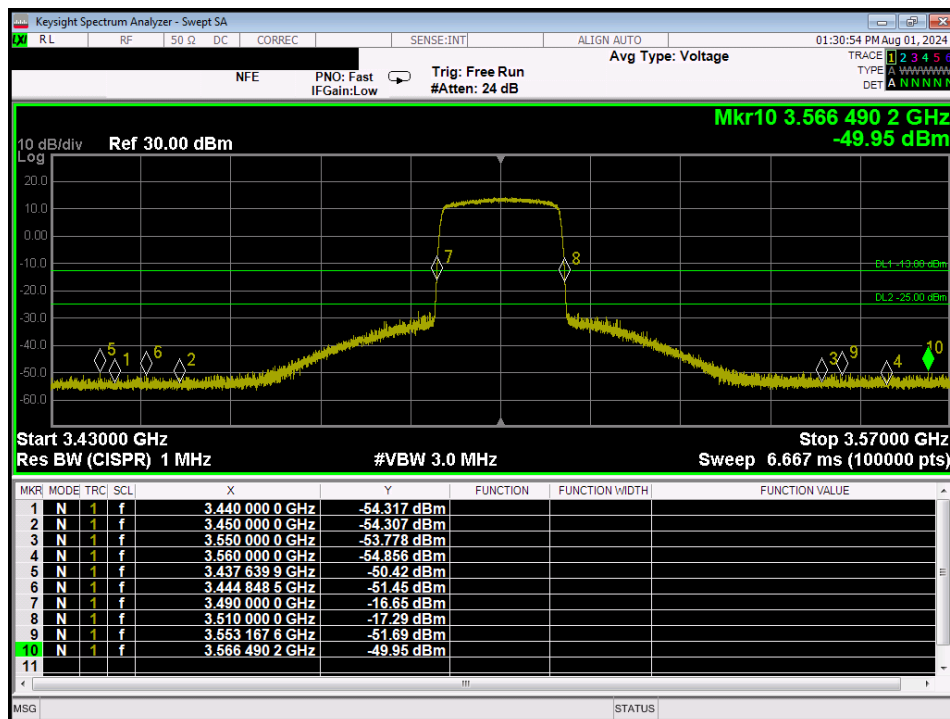 Keysight Spectrum Analyzer - Swept SA
LXI RL RF 50 Ω DC CORREC SENSE:INT ALIGN AUTO 01:30:54 PM Aug 01, 2024
Avg Type: Voltage
TRACE 1 2 3 4 5 6
NFE PNO: Fast Trig: Free Run
TYPE A WWWWW
IFGain:Low #Atten: 24 dB
DET A N N N N N
Mkr10 3.566 490 2 GHz
-49.95 dBm
10 dB/div Ref 30.00 dBm
Log
20.0
10.0
0.00
7
8
-10.0
DL1 -13.00 dBm
-20.0
DL2 -25.00 dBm
-30.0
-40.0
5 1 6 2 3 9 4 10
-50.0
-60.0
Start 3.43000 GHz Stop 3.57000 GHz
Res BW (CISPR) 1 MHz #VBW 3.0 MHz Sweep 6.667 ms (100000 pts)
MKR MODE TRC SCL X Y FUNCTION FUNCTION WIDTH FUNCTION VALUE
1 N 1 f 3.440 000 0 GHz -54.317 dBm
2 N 1 f 3.450 000 0 GHz -54.307 dBm
3 N 1 f 3.550 000 0 GHz -53.778 dBm
4 N 1 f 3.560 000 0 GHz -54.856 dBm
5 N 1 f 3.437 639 9 GHz -50.42 dBm
6 N 1 f 3.444 848 5 GHz -51.45 dBm
7 N 1 f 3.490 000 0 GHz -16.65 dBm
8 N 1 f 3.510 000 0 GHz -17.29 dBm
9 N 1 f 3.553 167 6 GHz -51.69 dBm
10 N 1 f 3.566 490 2 GHz -49.95 dBm
11
MSG STATUS